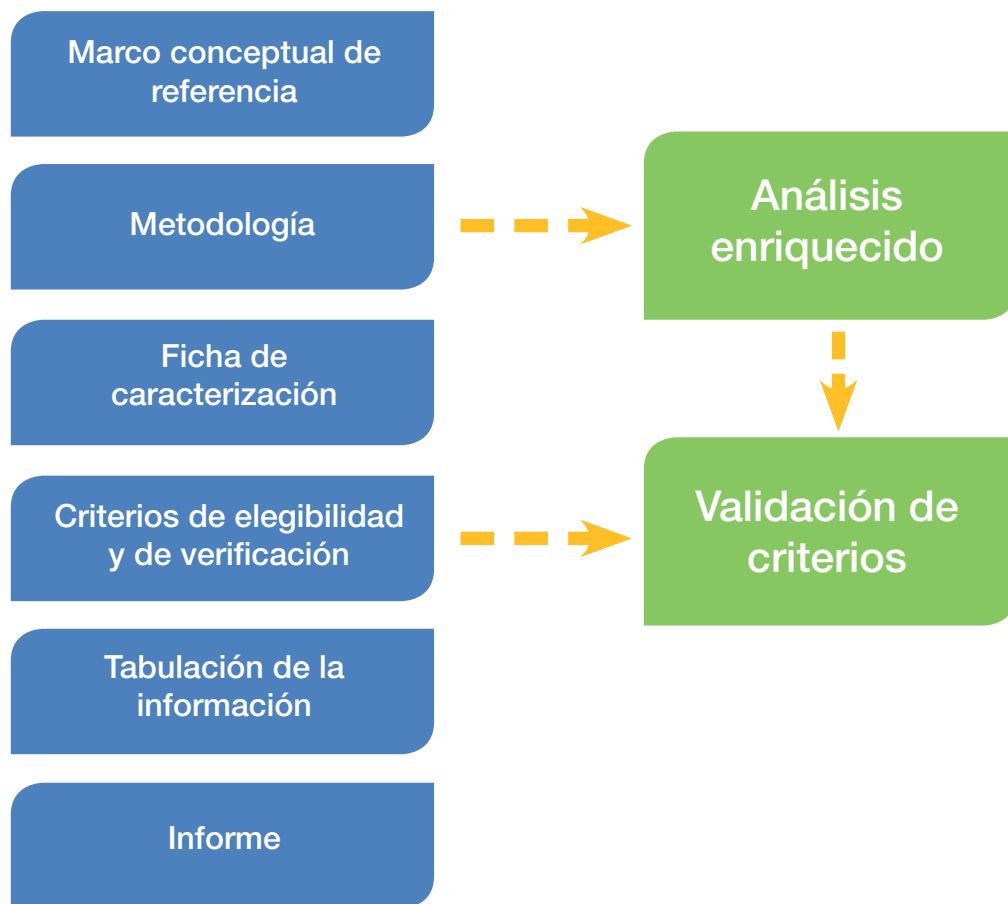 Marco conceptual de
referencia
Metodología
Ficha de
caracterización
Criterios de elegibilidad
y de verificación
Tabulación de la
información
Informe
Análisis
enriquecido
Validación de
criterios